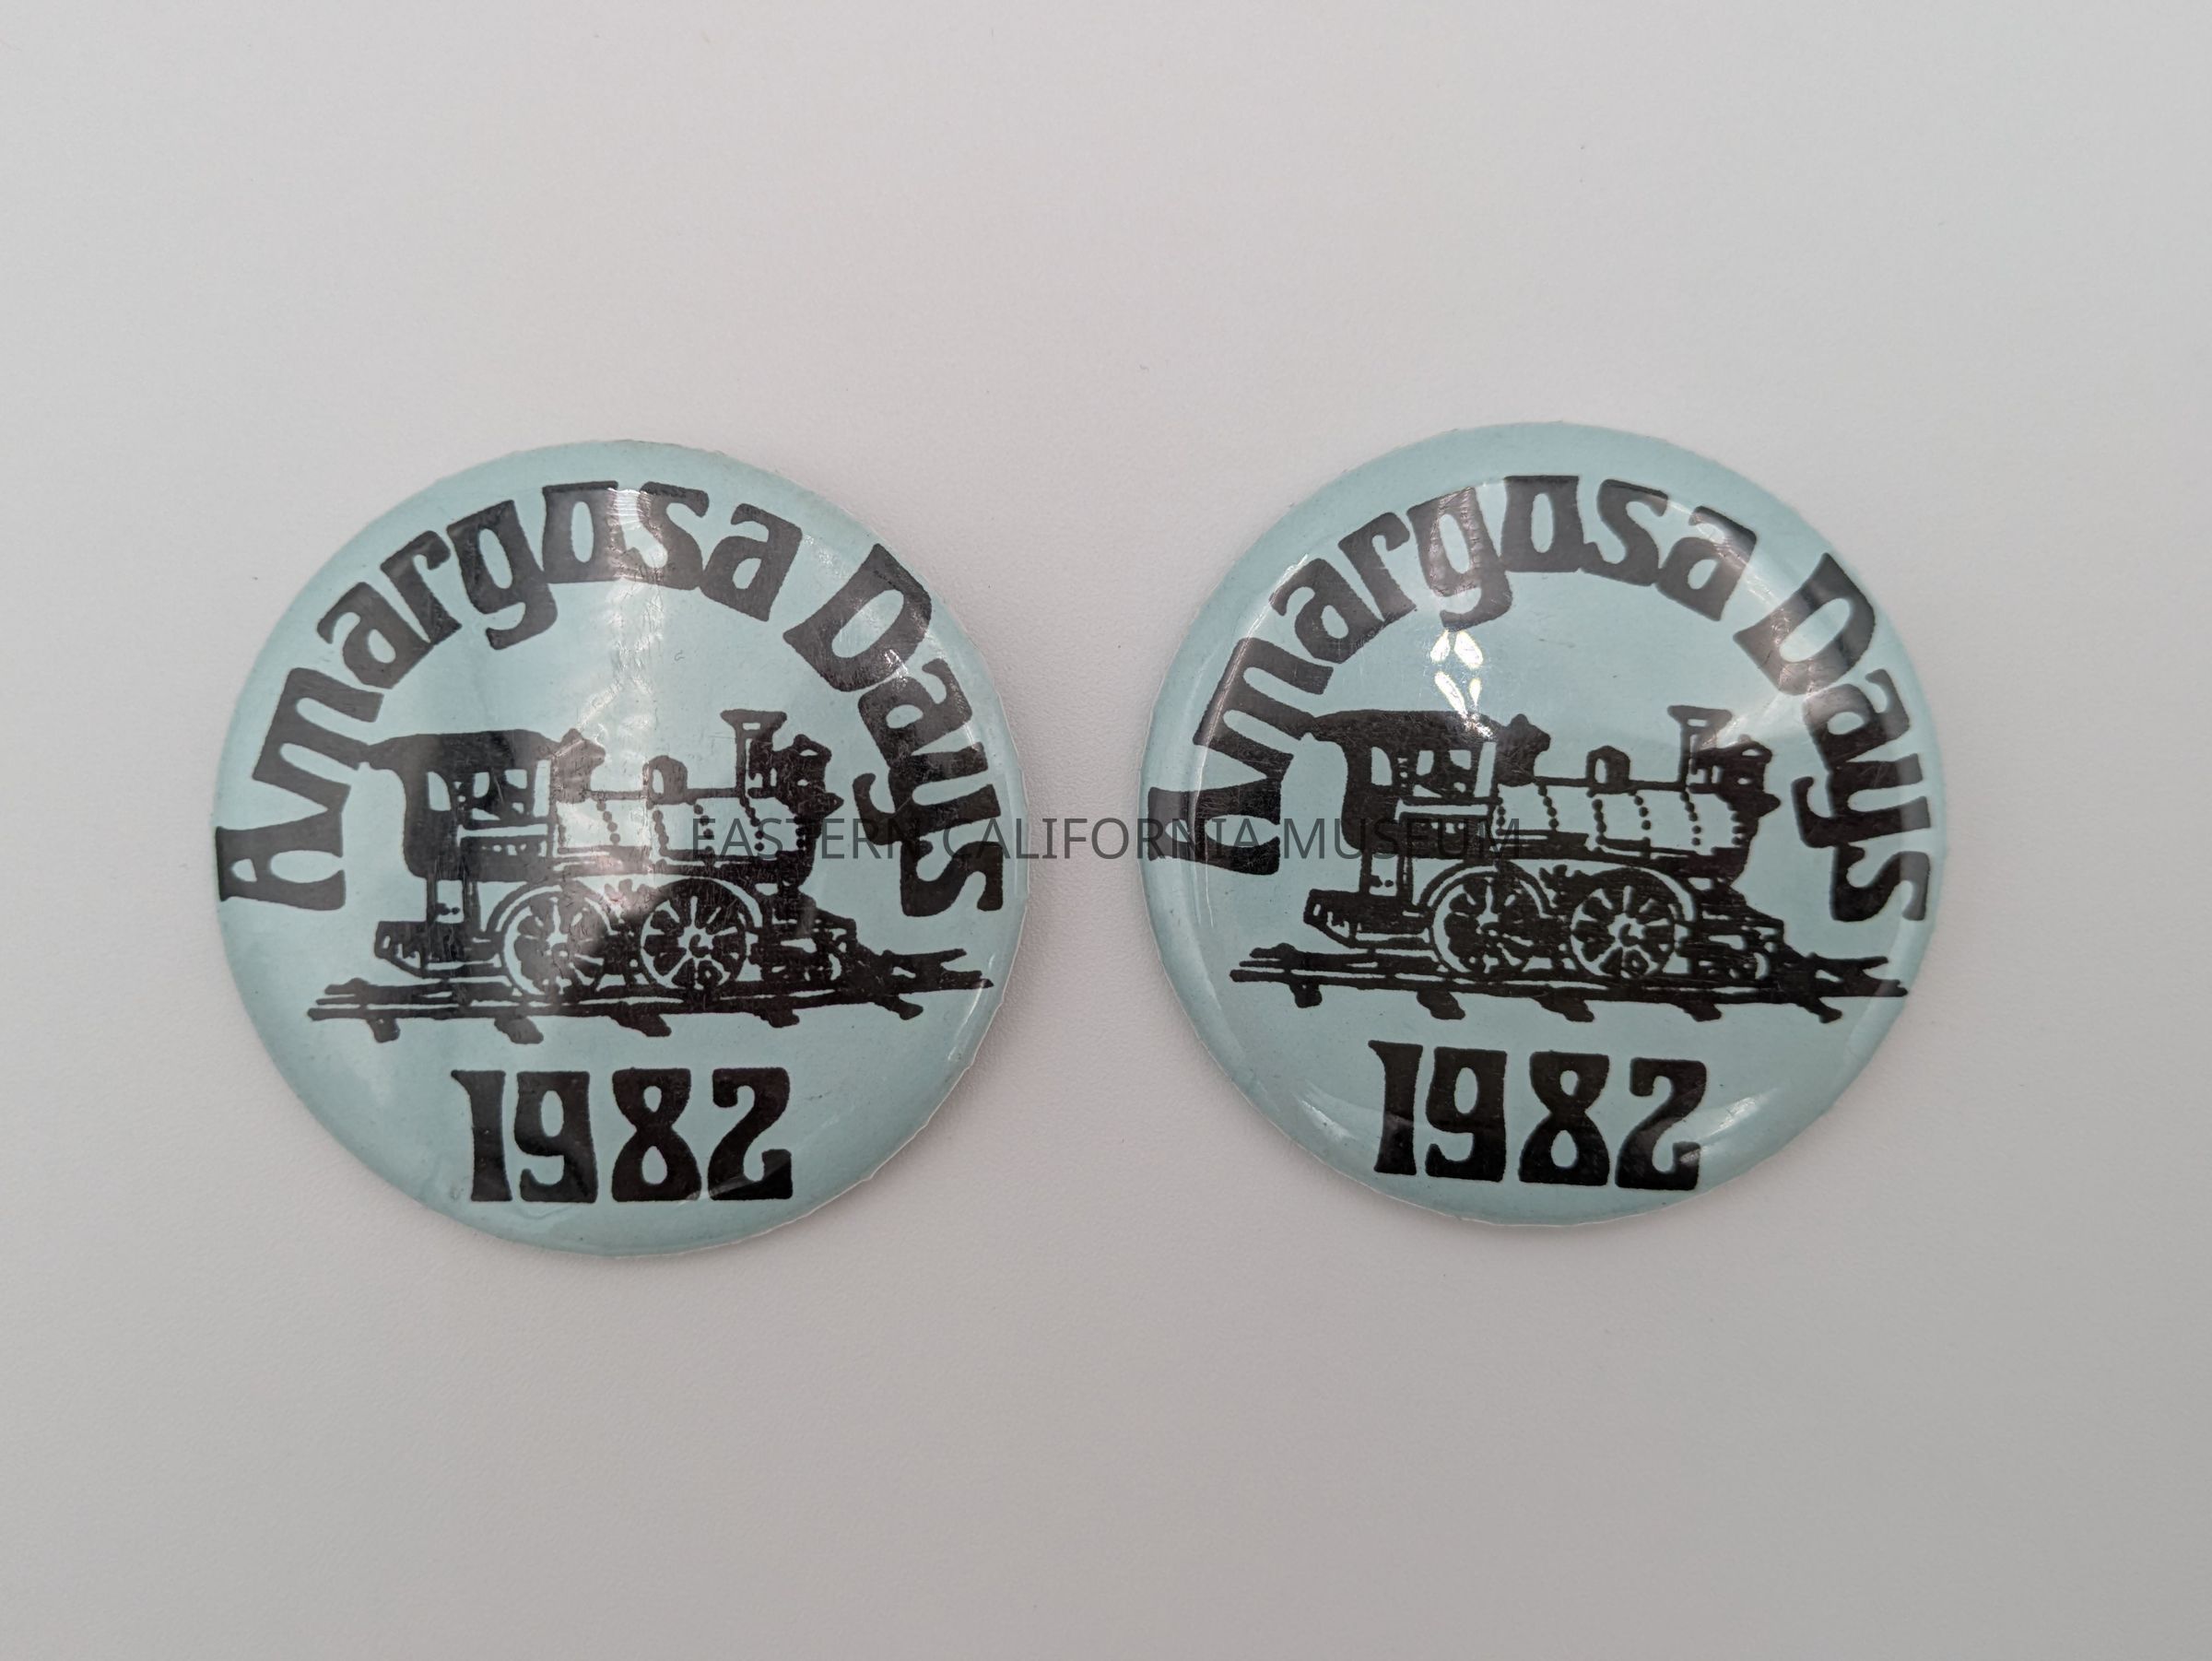 Amargosa Days
1982
Amargosa Days
1982
EASTERN CALIFORNIA MUSEUM